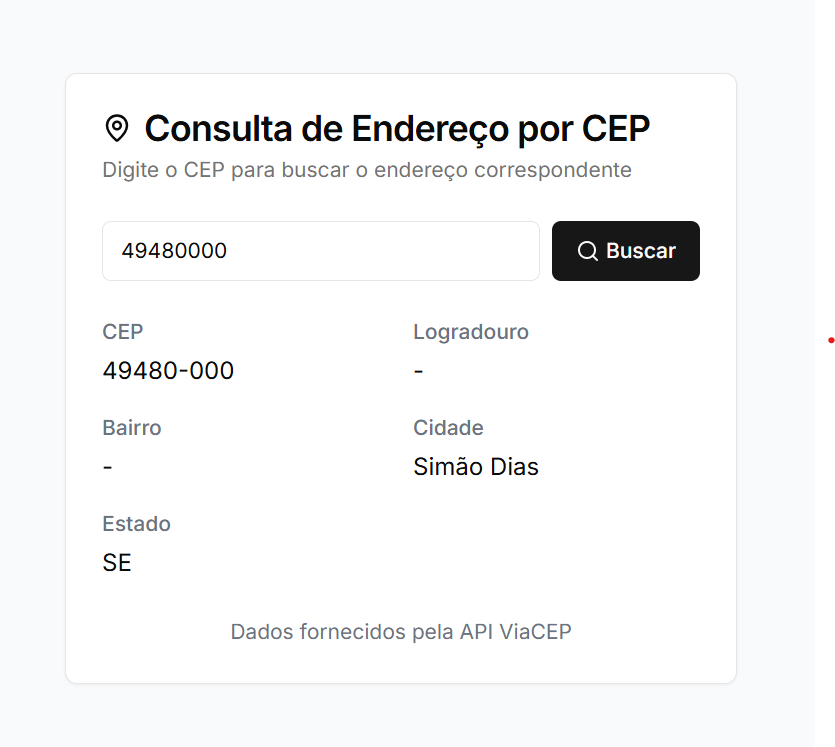 Consulta de Endereço por CEP
Digite o CEP para buscar o endereço correspondente
49480000
Buscar
CEP
49480-000
Logradouro
-
Bairro
-
Cidade
Simão Dias
Estado
SE
Dados fornecidos pela API ViaCEP